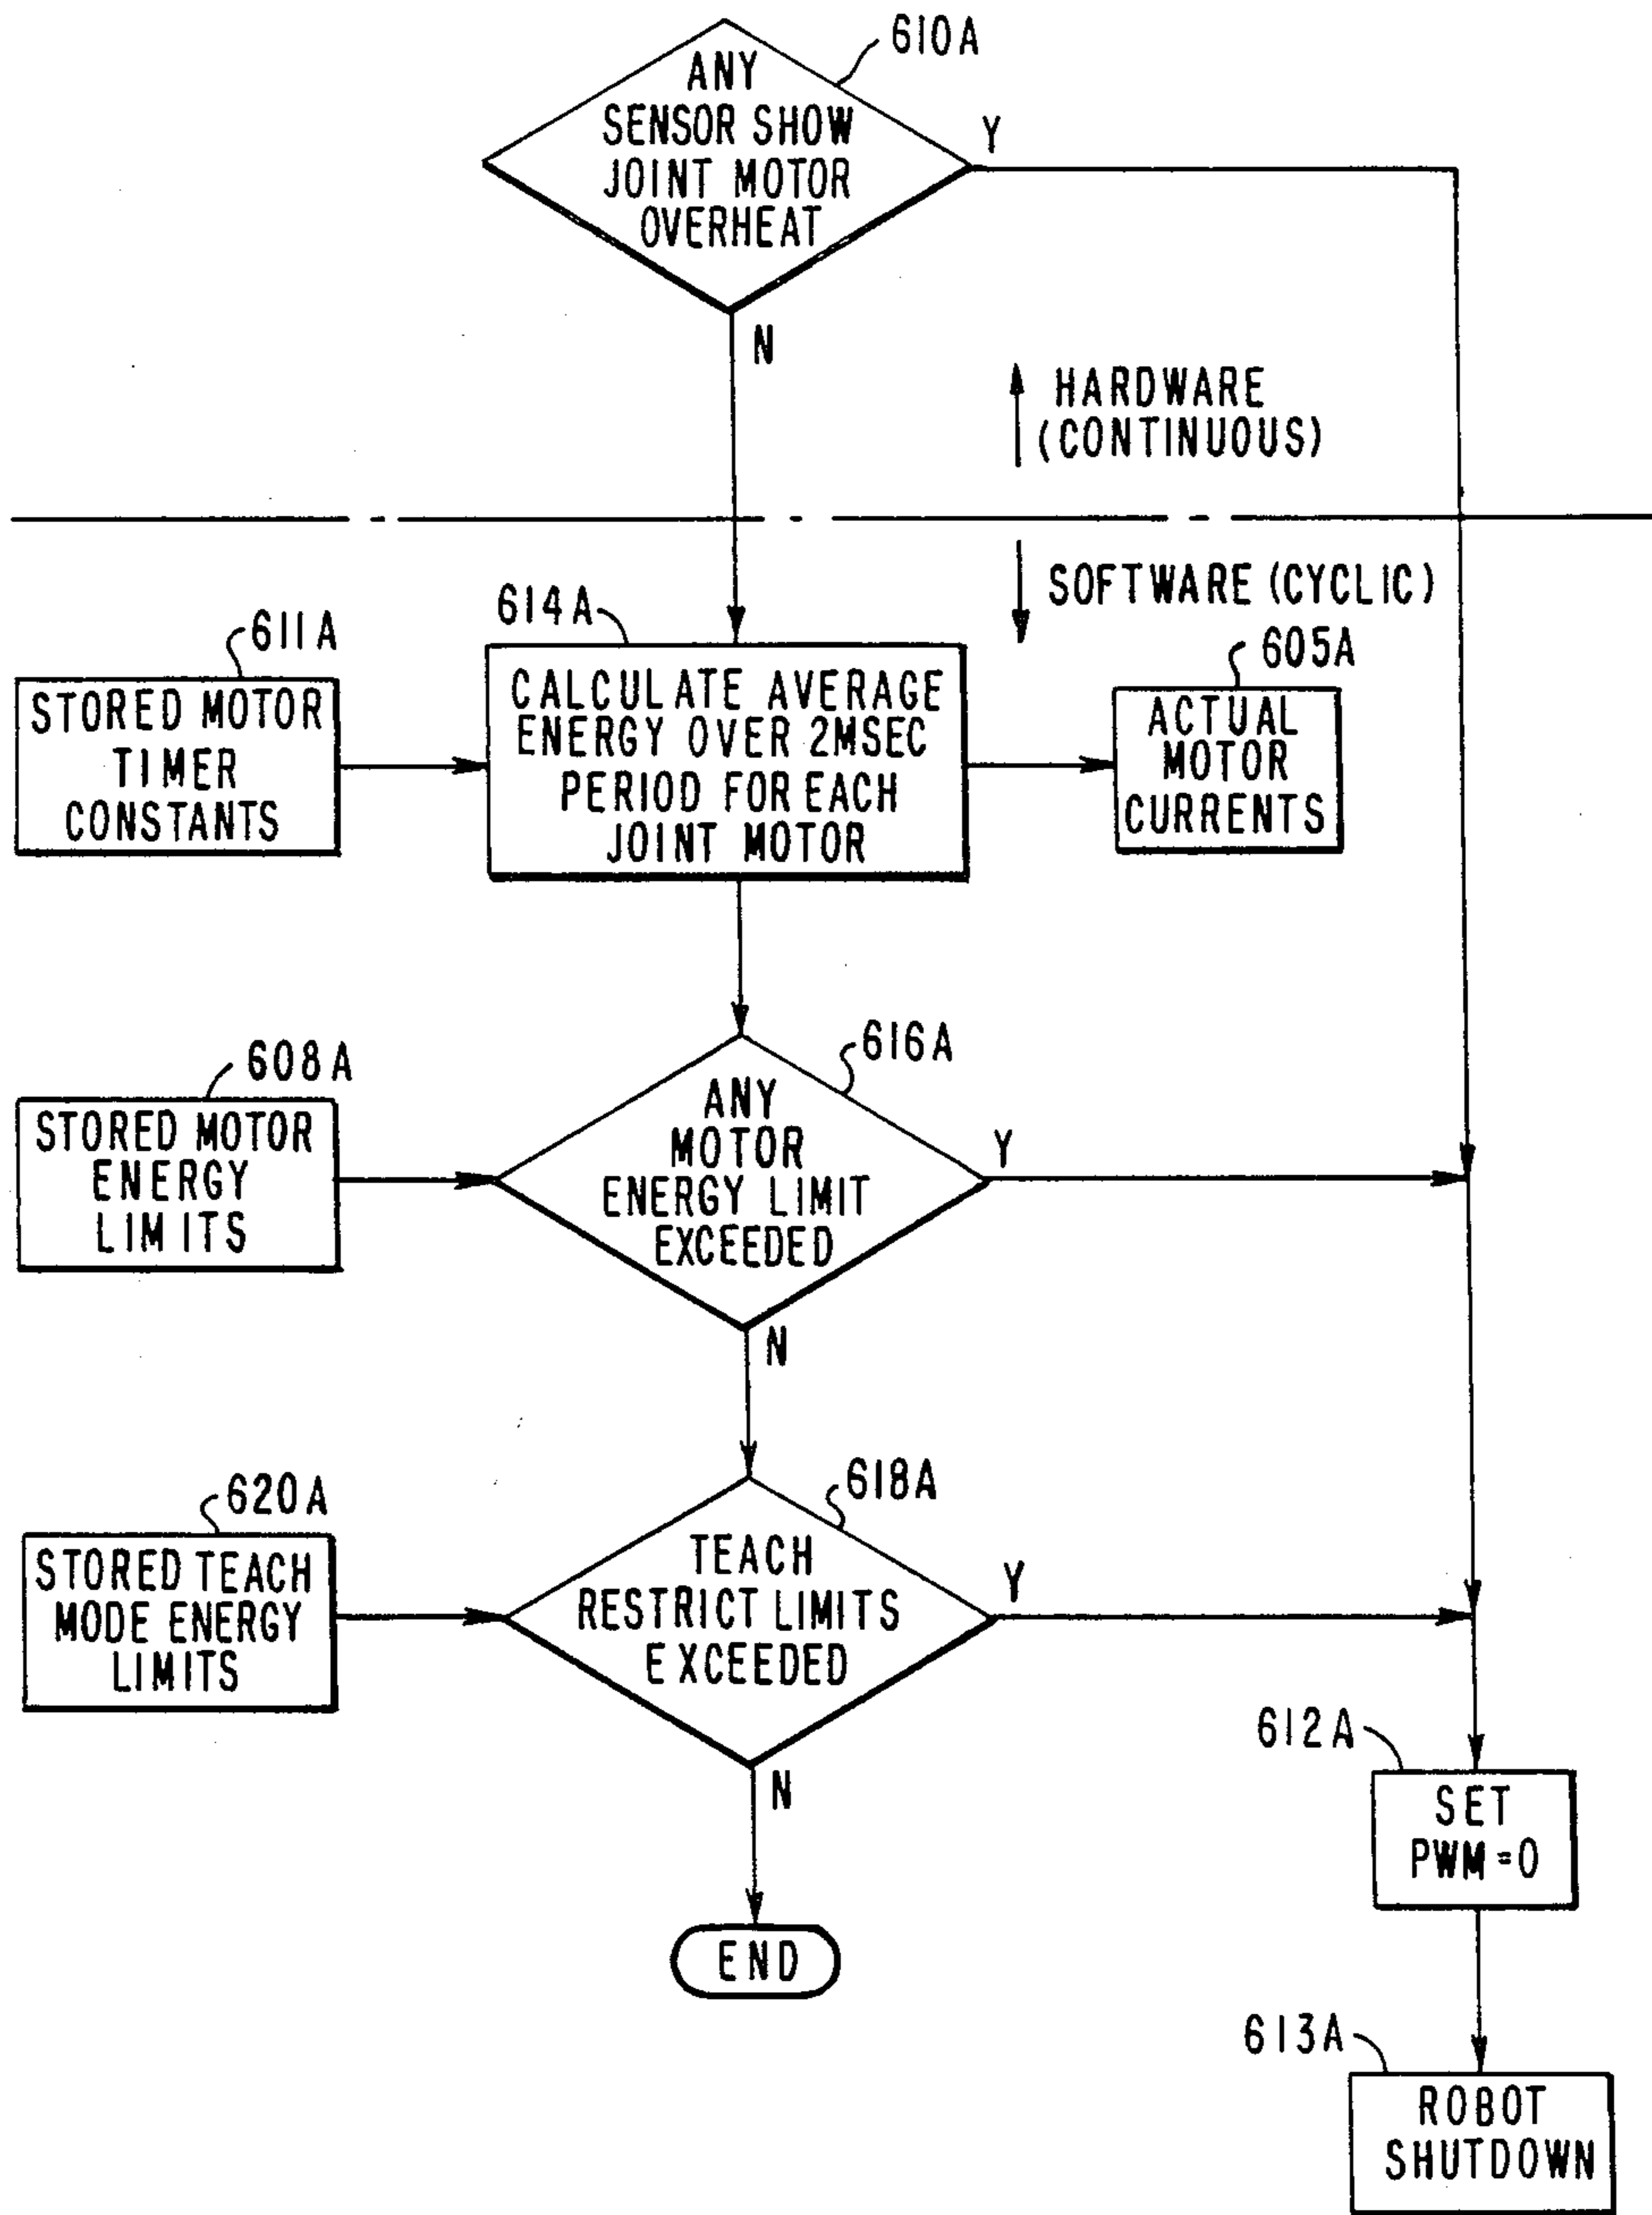 610A
ANY
SENSOR SHOW
JOINT MOTOR
OVERHEAT
Y
N
HARDWARE
(CONTINUOUS)
SOFTWARE (CYCLIC)
611A
STORED MOTOR
TIMER
CONSTANTS
614A
CALCULATE AVERAGE
ENERGY OVER 2MSEC
PERIOD FOR EACH
JOINT MOTOR
605A
ACTUAL
MOTOR
CURRENTS
608A
STORED MOTOR
ENERGY
LIMITS
616A
ANY
MOTOR
ENERGY LIMIT
EXCEEDED
Y
N
620A
STORED TEACH
MODE ENERGY
LIMITS
618A
TEACH
RESTRICT LIMITS
EXCEEDED
Y
N
END
612A
SET
PWM=0
613A
ROBOT
SHUTDOWN